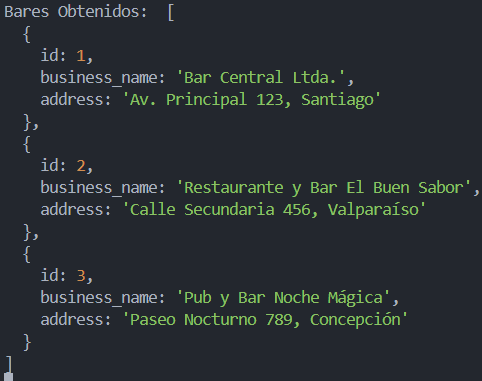 Bares Obtenidos:  [
  {
    id: 1,
    business_name: 'Bar Central Ltda.',
    address: 'Av. Principal 123, Santiago'
  },
  {
    id: 2,
    business_name: 'Restaurante y Bar El Buen Sabor',
    address: 'Calle Secundaria 456, Valparaíso'
  },
  {
    id: 3,
    business_name: 'Pub y Bar Noche Mágica',
    address: 'Paseo Nocturno 789, Concepción'
  }
]